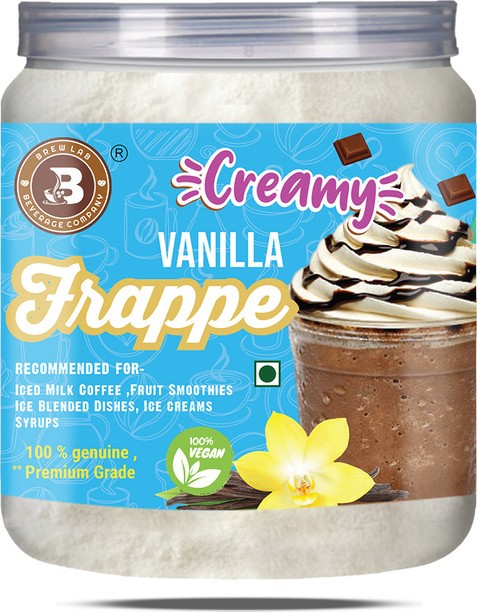 BREW LAB
B
BEVERAGE COMPANY
®
Creamy
VANILLA
Frappe
RECOMMENDED FOR-
ICED MILK COFFEE ,FRUIT SMOOTHIES
ICE BLENDED DISHES, ICE CREAMS
SYRUPS
100 % genuine ,
** Premium Grade
100%
VEGAN